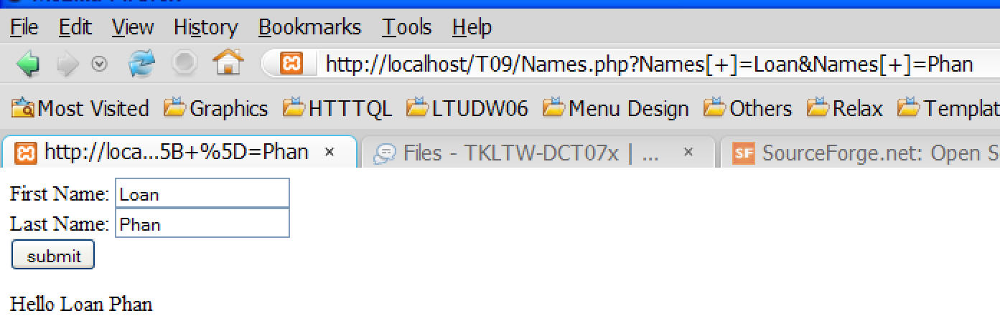 File Edit View History Bookmarks Tools Help
http://localhost/T09/Names.php?Names[+]=Loan&Names[+]=Phan
Most Visited Graphics HTTTQL LTUDW06 Menu Design Others Relax Templat
http://loca...5B+%5D=Phan × Files - TKLTW-DCT07x | ... × SF SourceForge.net: Open S
First Name: Loan
Last Name: Phan
submit
Hello Loan Phan